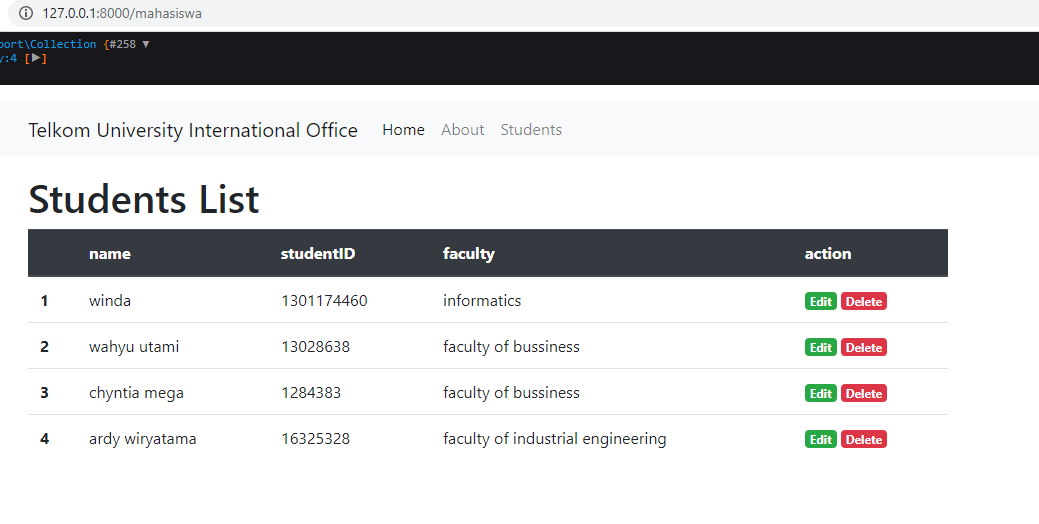 127.0.0.1:8000/mahasiswa
port\Collection {#258 ▼
y:4 [▶]
Telkom University International Office Home About Students
Students List
name studentID faculty action
1 winda 1301174460 informatics Edit Delete
2 wahyu utami 13028638 faculty of bussiness Edit Delete
3 chyntia mega 1284383 faculty of bussiness Edit Delete
4 ardy wiryatama 16325328 faculty of industrial engineering Edit Delete